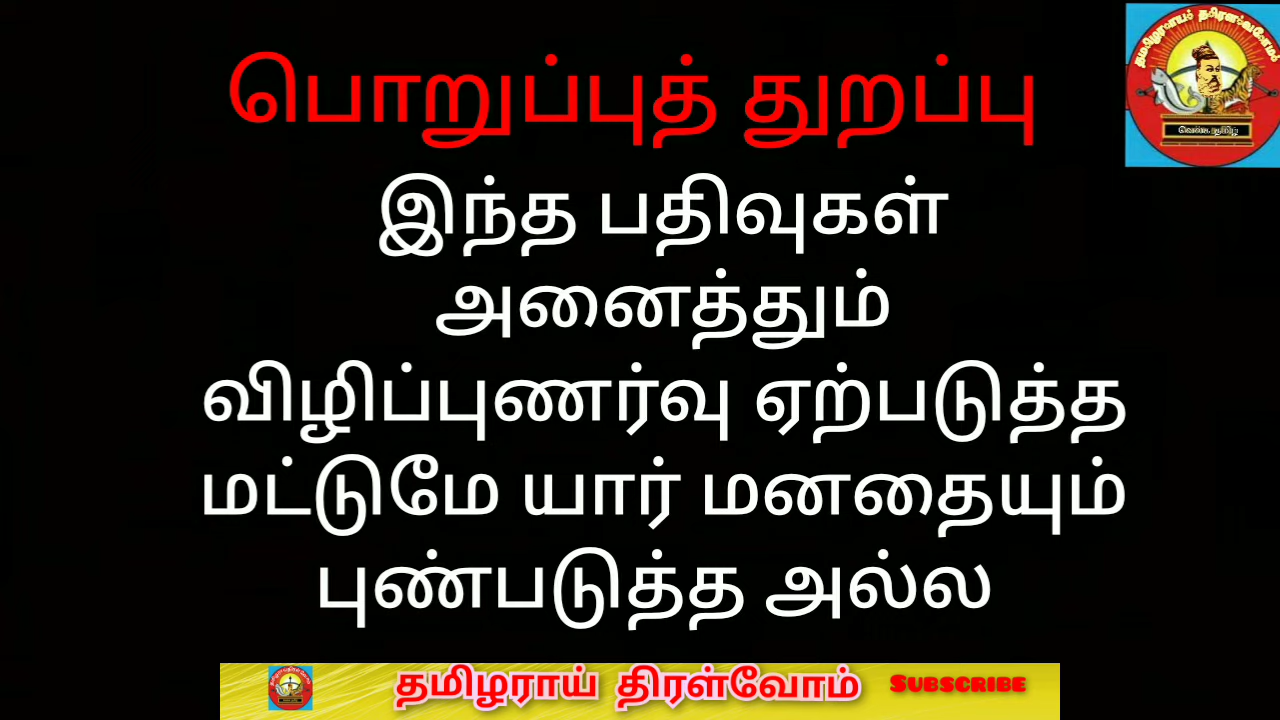 பொறுப்புத் துறப்பு
இந்த பதிவுகள்
அனைத்தும்
விழிப்புணர்வு ஏற்படுத்த
மட்டுமே யார் மனதையும்
புண்படுத்த அல்ல
தமிழராய் திரள்வோம் SUBSCRIBE